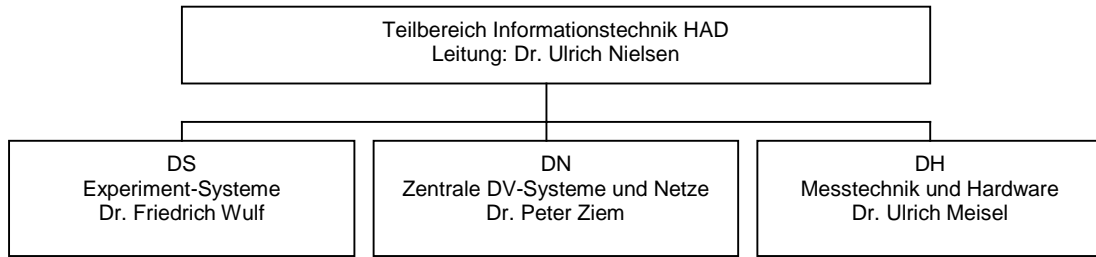 Teilbereich Informationstechnik HAD
Leitung: Dr. Ulrich Nielsen
DS
Experiment-Systeme
Dr. Friedrich Wulf
DN
Zentrale DV-Systeme und Netze
Dr. Peter Ziem
DH
Messtechnik und Hardware
Dr. Ulrich Meisel